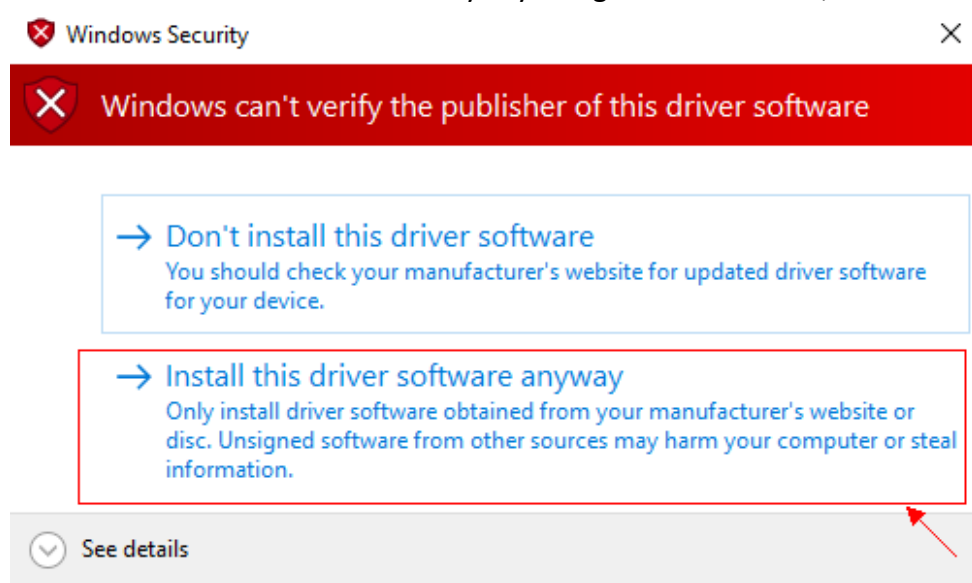 Windows Security
Windows can't verify the publisher of this driver software
Don't install this driver software
You should check your manufacturer's website for updated driver software
for your device.
Install this driver software anyway
Only install driver software obtained from your manufacturer's website or
disc. Unsigned software from other sources may harm your computer or steal
information.
See details